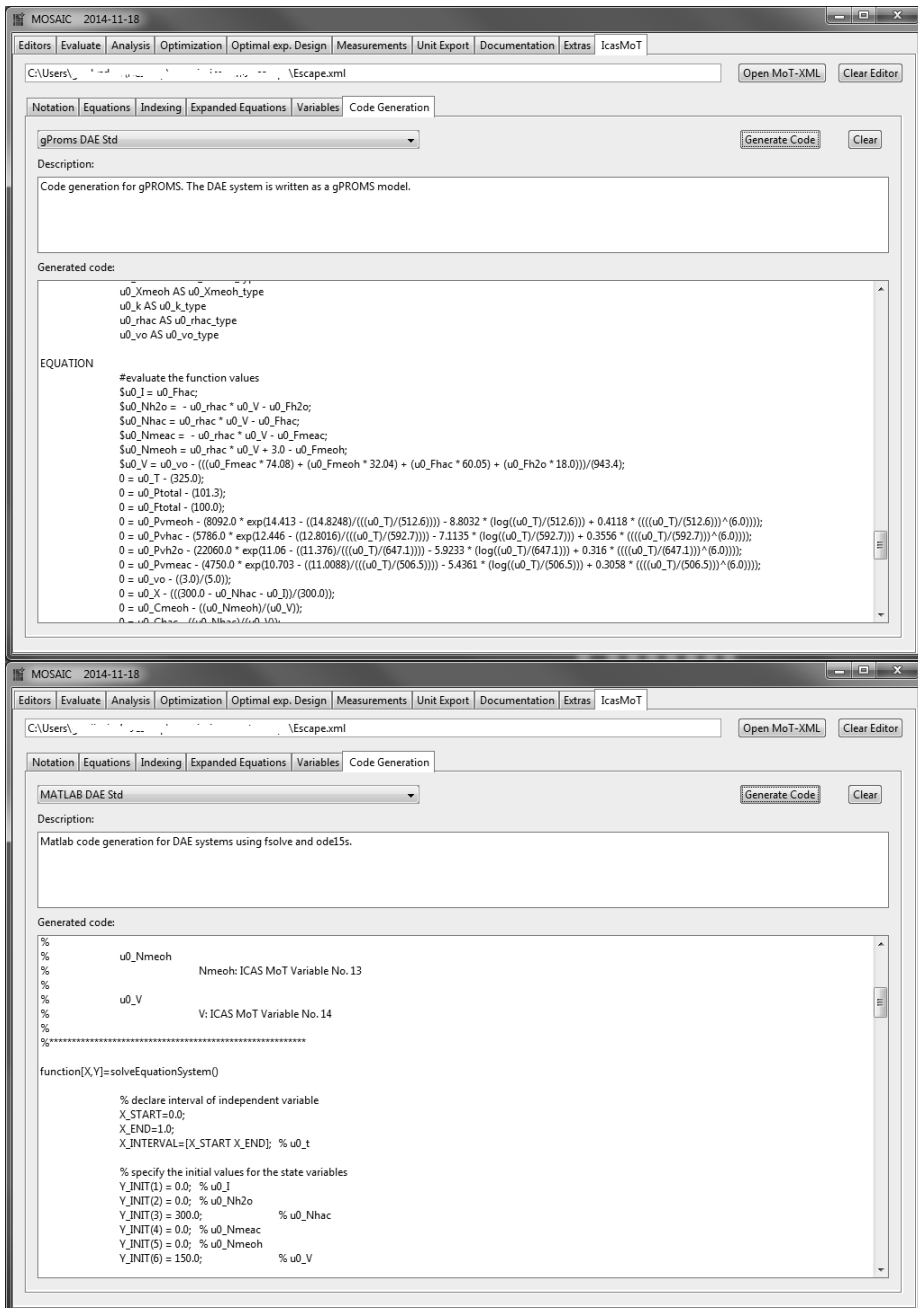 MOSAIC 2014-11-18
Editors Evaluate Analysis Optimization Optimal exp. Design Measurements Unit Export Documentation Extras IcasMoT
C:\Users\ \Escape.xml Open MoT-XML Clear Editor
Notation Equations Indexing Expanded Equations Variables Code Generation
gProms DAE Std Generate Code Clear
Description:
Code generation for gPROMS. The DAE system is written as a gPROMS model.
Generated code:
u0_Xmeoh AS u0_Xmeoh_type
u0_k AS u0_k_type
u0_rhac AS u0_rhac_type
u0_vo AS u0_vo_type
EQUATION
#evaluate the function values
$u0_I = u0_Fhac;
$u0_Nh2o = - u0_rhac * u0_V - u0_Fh2o;
$u0_Nhac = u0_rhac * u0_V - u0_Fhac;
$u0_Nmeac = - u0_rhac * u0_V - u0_Fmeac;
$u0_Nmeoh = u0_rhac * u0_V + 3.0 - u0_Fmeoh;
$u0_V = u0_vo - (((u0_Fmeac * 74.08) + (u0_Fmeoh * 32.04) + (u0_Fhac * 60.05) + (u0_Fh2o * 18.0)))/(943.4);
0 = u0_T - (325.0);
0 = u0_Ptotal - (101.3);
0 = u0_Ftotal - (100.0);
0 = u0_Pvmeoh - (8092.0 * exp(14.413 - ((14.8248)/(((u0_T)/(512.6)))) - 8.8032 * (log((u0_T)/(512.6))) + 0.4118 * ((((u0_T)/(512.6)))^(6.0))));
0 = u0_Pvhac - (5786.0 * exp(12.446 - ((12.8016)/(((u0_T)/(592.7)))) - 7.1135 * (log((u0_T)/(592.7))) + 0.3556 * ((((u0_T)/(592.7)))^(6.0))));
0 = u0_Pvh2o - (22060.0 * exp(11.06 - ((11.376)/(((u0_T)/(647.1)))) - 5.9233 * (log((u0_T)/(647.1))) + 0.316 * ((((u0_T)/(647.1)))^(6.0))));
0 = u0_Pvmeac - (4750.0 * exp(10.703 - ((11.0088)/(((u0_T)/(506.5)))) - 5.4361 * (log((u0_T)/(506.5))) + 0.3058 * ((((u0_T)/(506.5)))^(6.0))));
0 = u0_vo - ((3.0)/(5.0));
0 = u0_X - (((300.0 - u0_Nhac - u0_I))/(300.0));
0 = u0_Cmeoh - ((u0_Nmeoh)/(u0_V));
0 = u0_Chac - ((u0_Nhac)/(u0_V));
MOSAIC 2014-11-18
Editors Evaluate Analysis Optimization Optimal exp. Design Measurements Unit Export Documentation Extras IcasMoT
C:\Users\ \Escape.xml Open MoT-XML Clear Editor
Notation Equations Indexing Expanded Equations Variables Code Generation
MATLAB DAE Std Generate Code Clear
Description:
Matlab code generation for DAE systems using fsolve and ode15s.
Generated code:
%
% u0_Nmeoh
% Nmeoh: ICAS MoT Variable No. 13
%
% u0_V
% V: ICAS MoT Variable No. 14
%
%*********************************************************
function[X,Y]=solveEquationSystem()
% declare interval of independent variable
X_START=0.0;
X_END=1.0;
X_INTERVAL=[X_START X_END]; % u0_t
% specify the initial values for the state variables
Y_INIT(1) = 0.0; % u0_I
Y_INIT(2) = 0.0; % u0_Nh2o
Y_INIT(3) = 300.0; % u0_Nhac
Y_INIT(4) = 0.0; % u0_Nmeac
Y_INIT(5) = 0.0; % u0_Nmeoh
Y_INIT(6) = 150.0; % u0_V